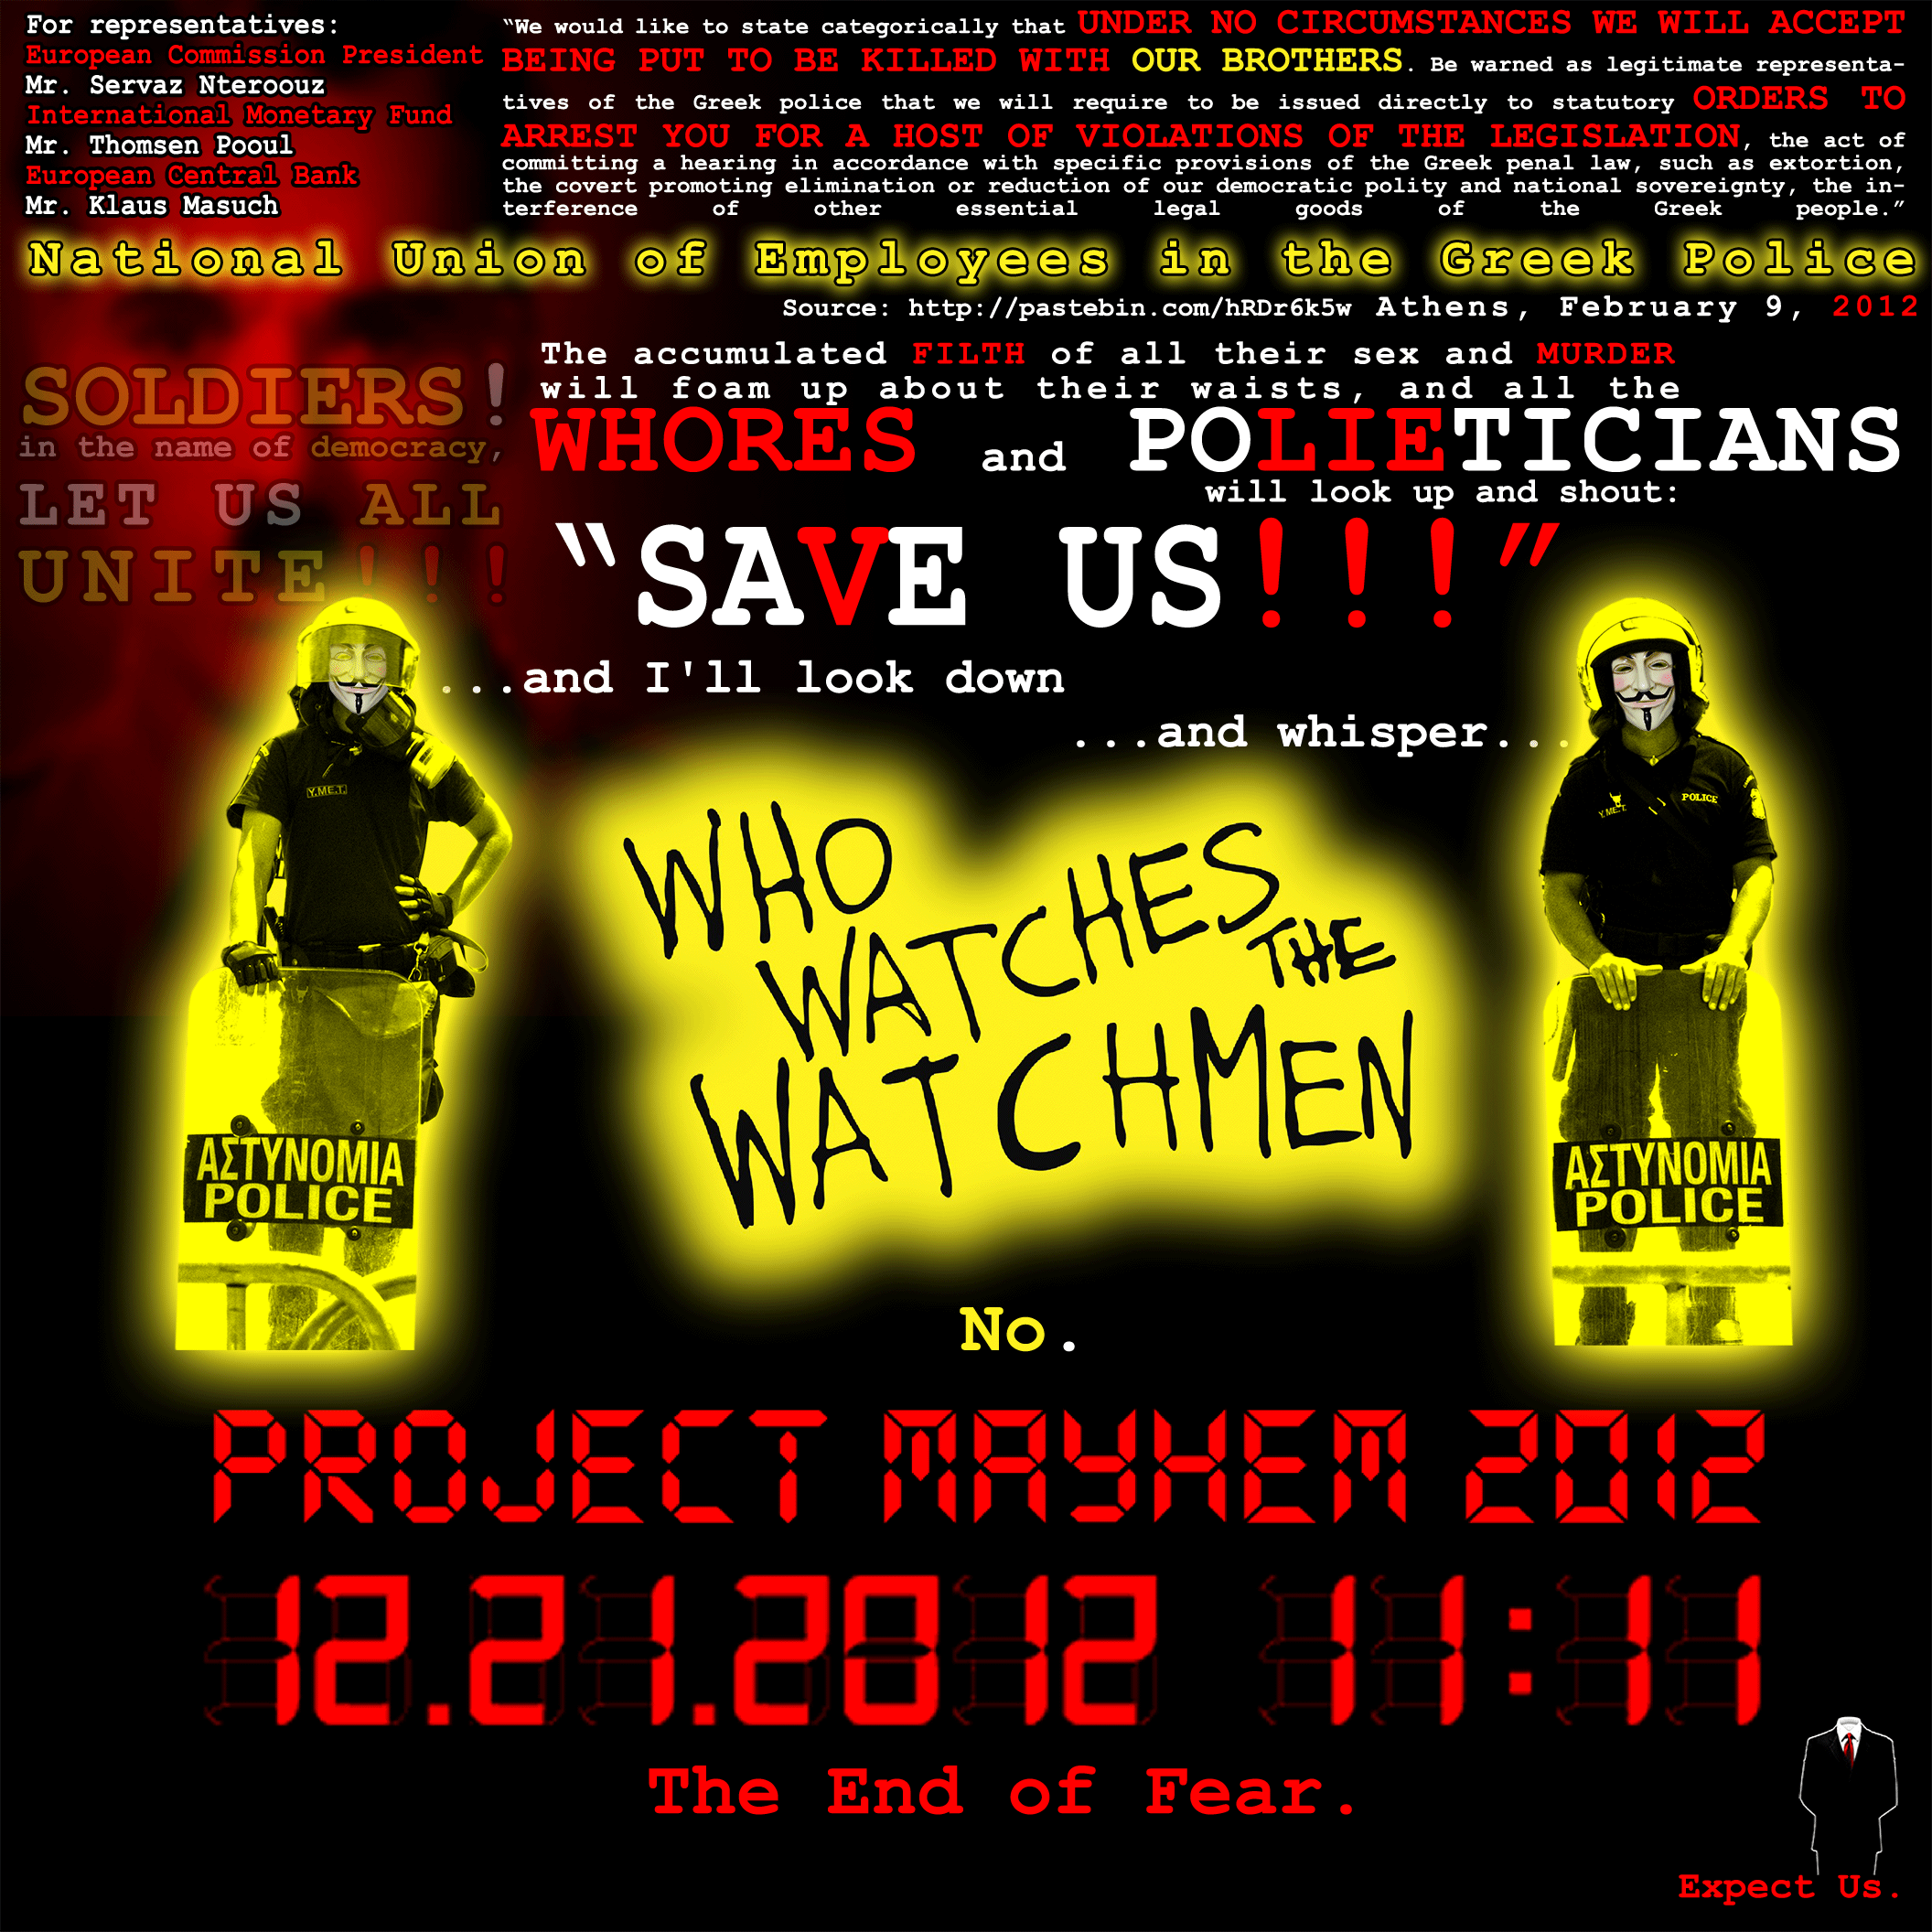 For representatives:
European Commission President
Mr. Servaz Nteroouz
International Monetary Fund
Mr. Thomsen Pooul
European Central Bank
Mr. Klaus Masuch
“We would like to state categorically that UNDER NO CIRCUMSTANCES WE WILL ACCEPT
BEING PUT TO BE KILLED WITH OUR BROTHERS. Be warned as legitimate representa-
tives of the Greek police that we will require to be issued directly to statutory ORDERS TO
ARREST YOU FOR A HOST OF VIOLATIONS OF THE LEGISLATION, the act of
committing a hearing in accordance with specific provisions of the Greek penal law, such as extortion,
the covert promoting elimination or reduction of our democratic polity and national sovereignty, the in-
terference of other essential legal goods of the Greek people.”
National Union of Employees in the Greek Police
Source: http://pastebin.com/hRDr6k5w Athens, February 9, 2012
SOLDIERS!
in the name of democracy,
LET US ALL
UNITE!!!
The accumulated FILTH of all their sex and MURDER
will foam up about their waists, and all the
WHORES and POLIETICIANS
will look up and shout:
“SAVE US!!!”
...and I'll look down
...and whisper...
Y.ME.T.
Y.ME.T. POLICE
WHO
WATCHES THE
WATCHMEN
ΑΣΤΥΝΟΜΙΑ
POLICE
ΑΣΤΥΝΟΜΙΑ
POLICE
No.
PROJECT MAYHEM 2012
12.21.2012 11:11
The End of Fear.
Expect Us.